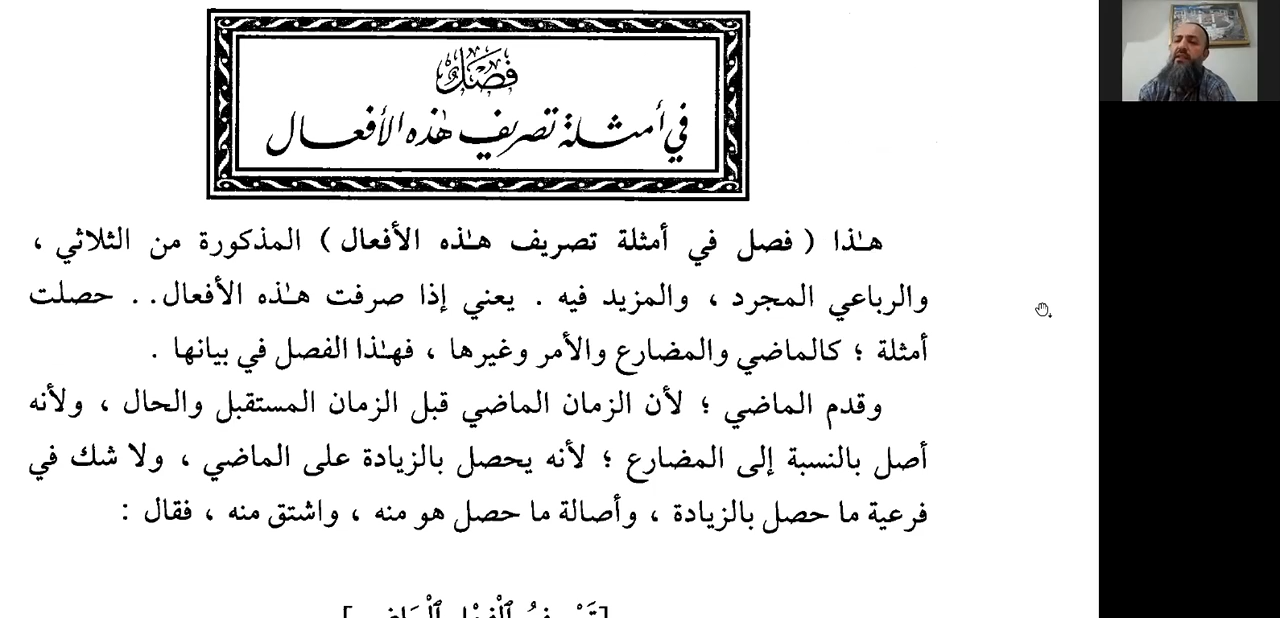 فصل
في أمثلة تصريف هذه الأفعال
هذا ( فصل في أمثلة تصريف هذه الأفعال ) المذكورة من الثلاثي ،
والرباعي المجرد ، والمزيد فيه . يعني إذا صرفت هذه الأفعال . . حصلت
أمثلة ؛ كالماضي والمضارع والأمر وغيرها ، فهذا الفصل في بيانها .
وقدم الماضي ؛ لأن الزمان الماضي قبل الزمان المستقبل والحال ، ولأنه
أصل بالنسبة إلى المضارع ؛ لأنه يحصل بالزيادة على الماضي ، ولا شك في
فرعية ما حصل بالزيادة ، وأصالة ما حصل هو منه ، واشتق منه ، فقال :